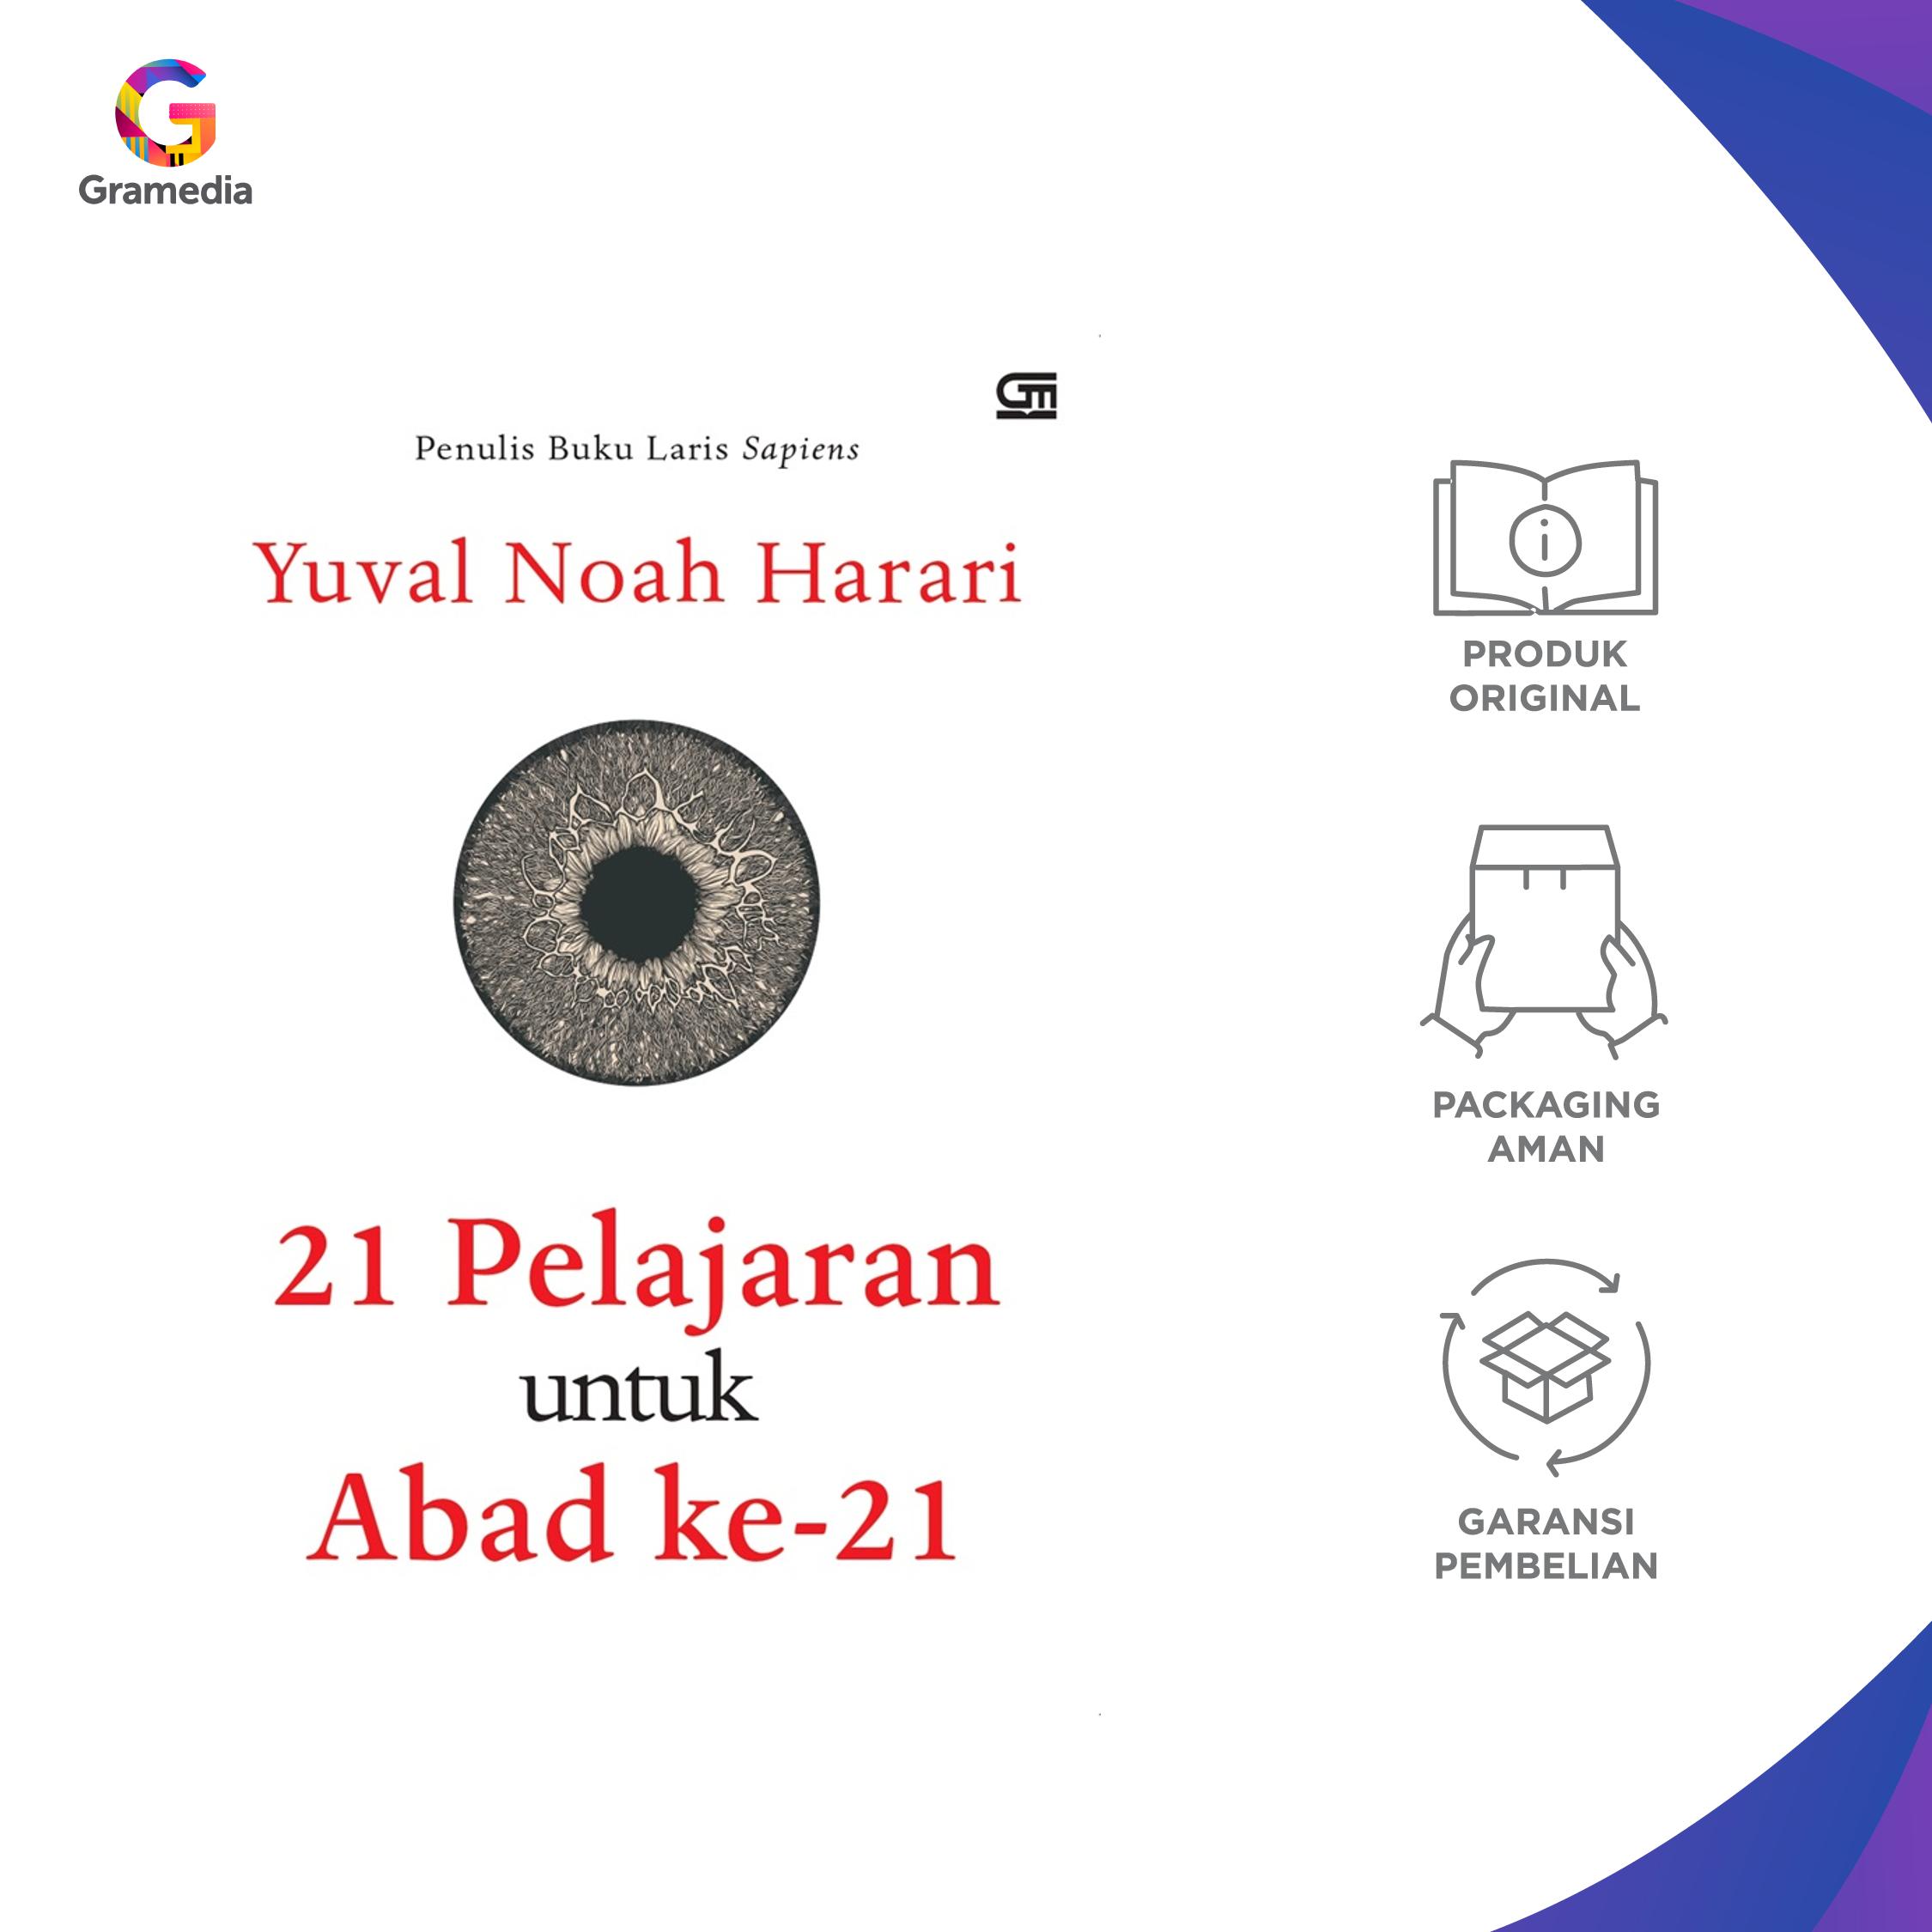 Gramedia
GM
Penulis Buku Laris Sapiens
Yuval Noah Harari
21 Pelajaran
untuk
Abad ke-21
PRODUK
ORIGINAL
PACKAGING
AMAN
GARANSI
PEMBELIAN